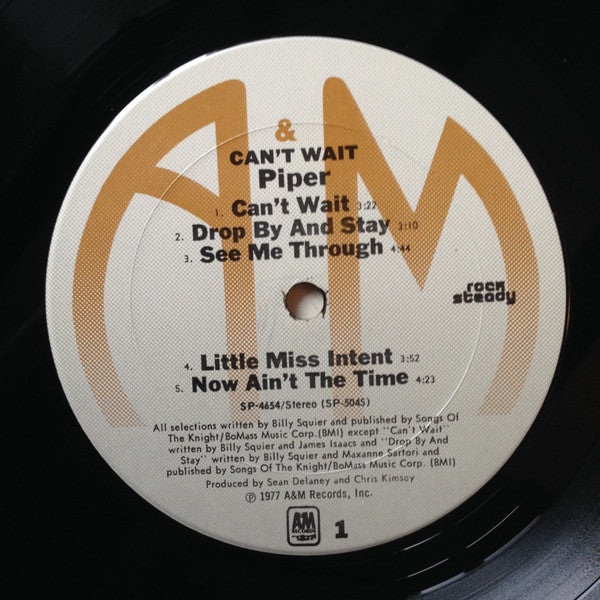 A&M
CAN'T WAIT
Piper
1. Can't Wait 3:22
2. Drop By And Stay 3:10
3. See Me Through 4:44
rock
steady
4. Little Miss Intent 3:52
5. Now Ain't The Time 4:23
SP-4654/Stereo (SP-5045)
All selections written by Billy Squier and published by Songs Of
The Knight/BoMass Music Corp.(BMI) except "Can't Wait"
written by Billy Squier and James Isaacs and "Drop By And
Stay" written by Billy Squier and Maxanne Sartori and
published by Songs Of The Knight/BoMass Music Corp. (BMI)
Produced by Sean Delaney and Chris Kimsey
℗ 1977 A&M Records, Inc.
A&M
RECORDS
1